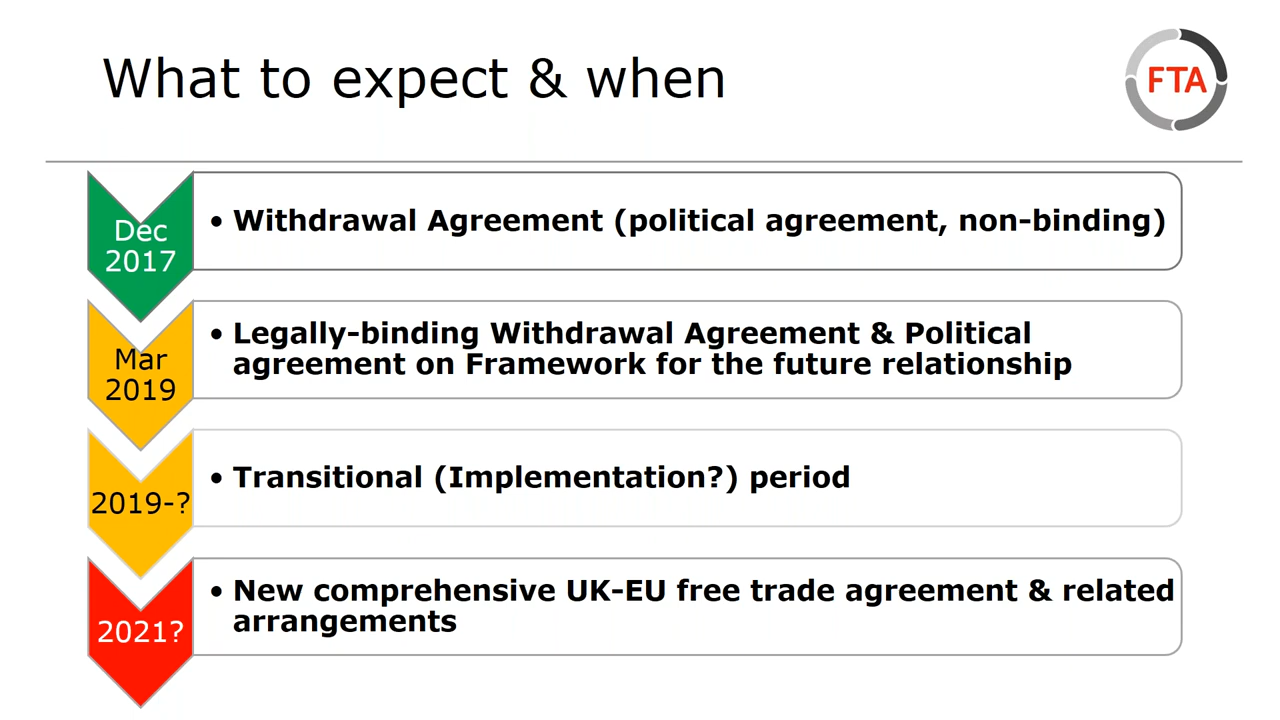 What to expect & when
FTA
Dec
2017
• Withdrawal Agreement (political agreement, non-binding)
Mar
2019
• Legally-binding Withdrawal Agreement & Political
agreement on Framework for the future relationship
2019-?
• Transitional (Implementation?) period
2021?
• New comprehensive UK-EU free trade agreement & related
arrangements